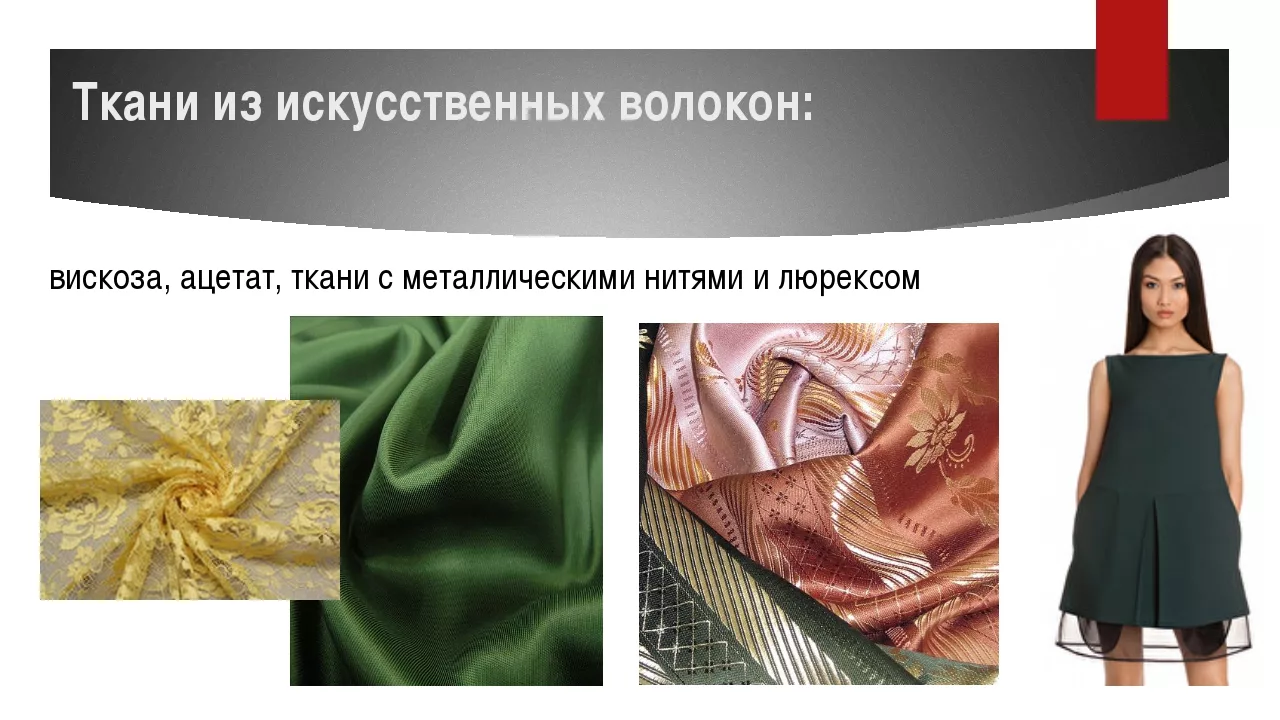 Ткани из искусственных волокон:
вискоза, ацетат, ткани с металлическими нитями и люрексом